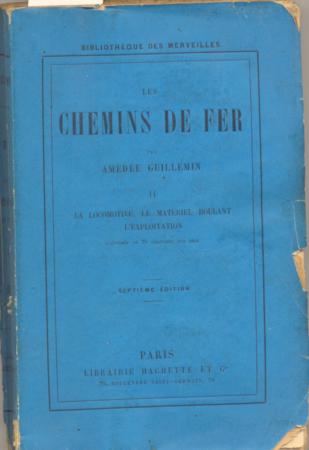 BIBLIOTHÈQUE DES MERVEILLES
LES
CHEMINS DE FER
PAR
AMÉDÉE GUILLEMIN
II
LA LOCOMOTIVE, LE MATÉRIEL ROULANT
L'EXPLOITATION
SEPTIÈME ÉDITION
PARIS
LIBRAIRIE HACHETTE ET Cie
79, BOULEVARD SAINT-GERMAIN, 79